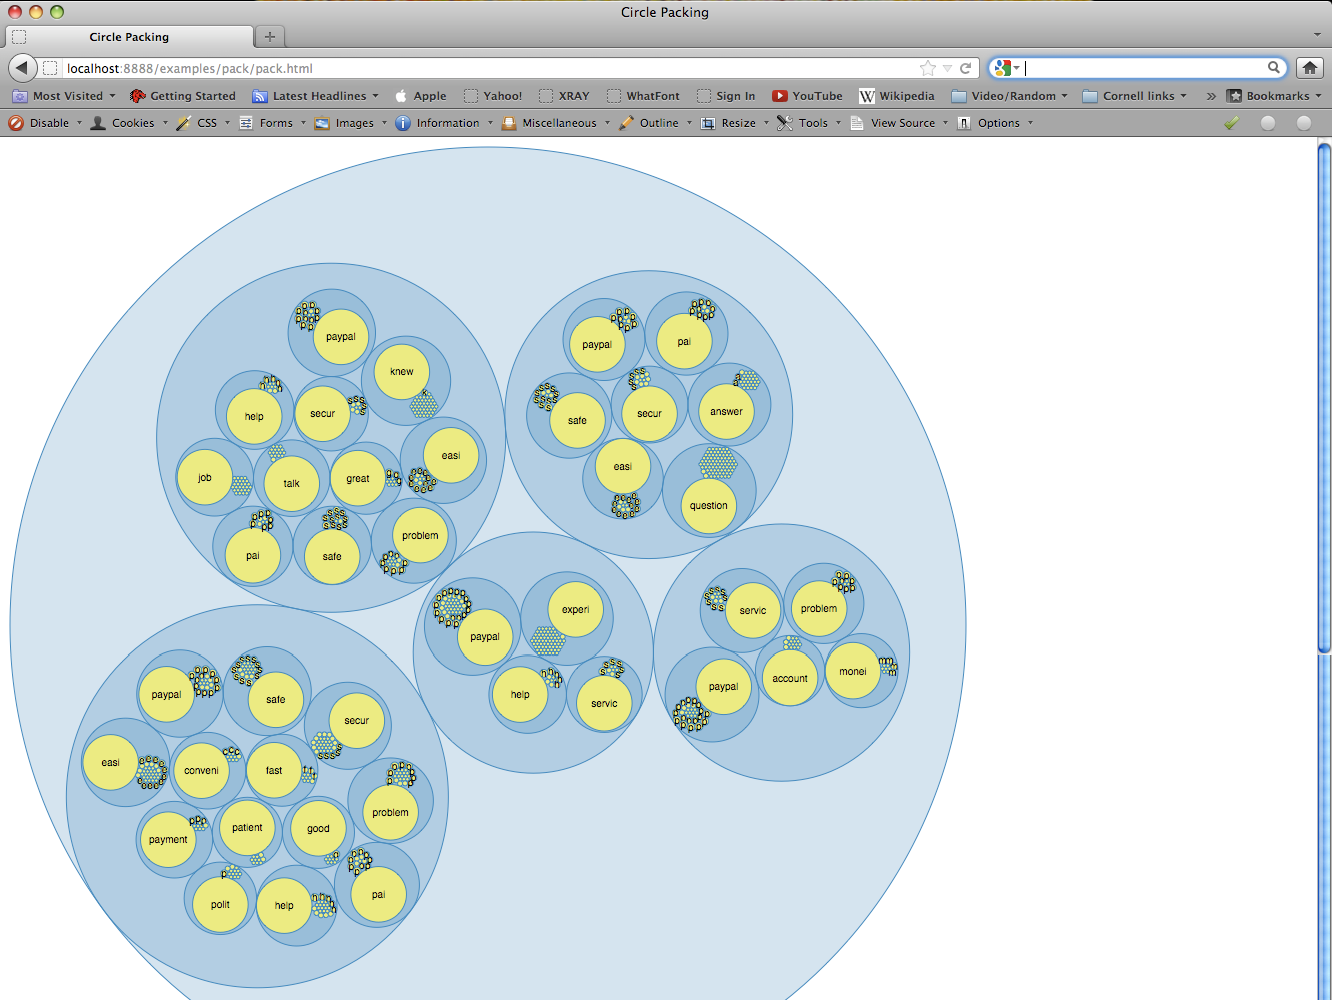 Circle Packing
Circle Packing
localhost:8888/examples/pack/pack.html
Most Visited Getting Started Latest Headlines Apple Yahoo! XRAY WhatFont Sign In YouTube Wikipedia Video/Random Cornell links » Bookmarks
Disable Cookies CSS Forms Images Information Miscellaneous Outline Resize Tools View Source Options
paypal
knew
help
secur
easi
job
talk
great
problem
pai
safe
paypal
pai
safe
secur
answer
easi
question
paypal
experi
help
servic
servic
problem
paypal
account
monei
paypal
safe
secur
easi
conveni
fast
problem
payment
patient
good
polit
help
pai